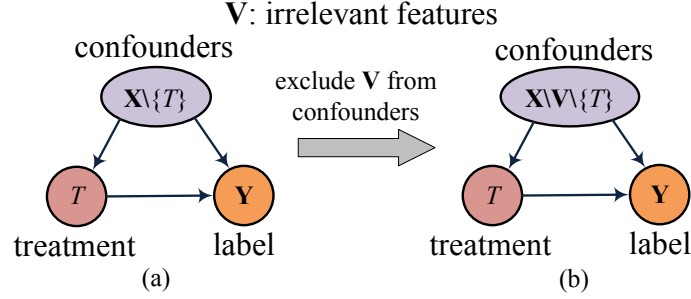 V: irrelevant features
confounders
X\{T}
T
Y
treatment
label
(a)
exclude V from
confounders
confounders
X\V\{T}
T
Y
treatment
label
(b)